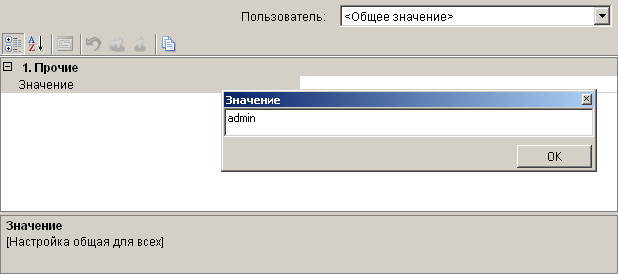 Пользователь: <Общее значение>
1. Прочие
Значение
Значение
admin
OK
Значение
[Настройка общая для всех]